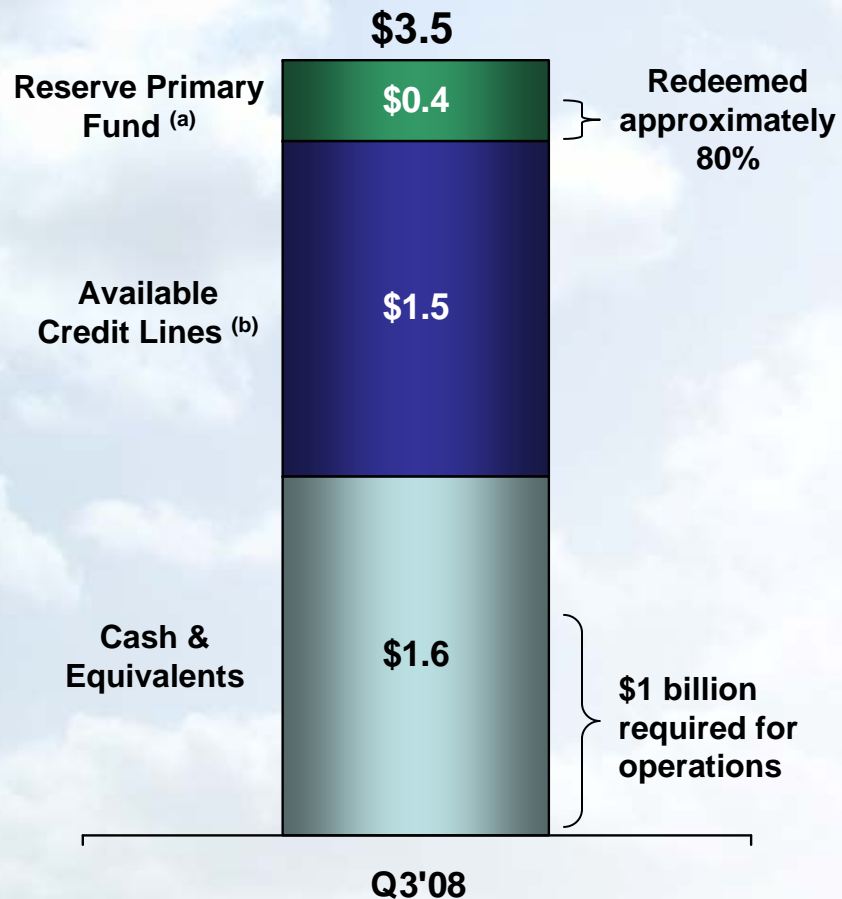 $3.5
Reserve Primary
Fund (a)
$0.4
Redeemed
approximately
80%
Available
Credit Lines (b)
$1.5
Cash &
Equivalents
$1.6
$1 billion
required for
operations
Q3'08